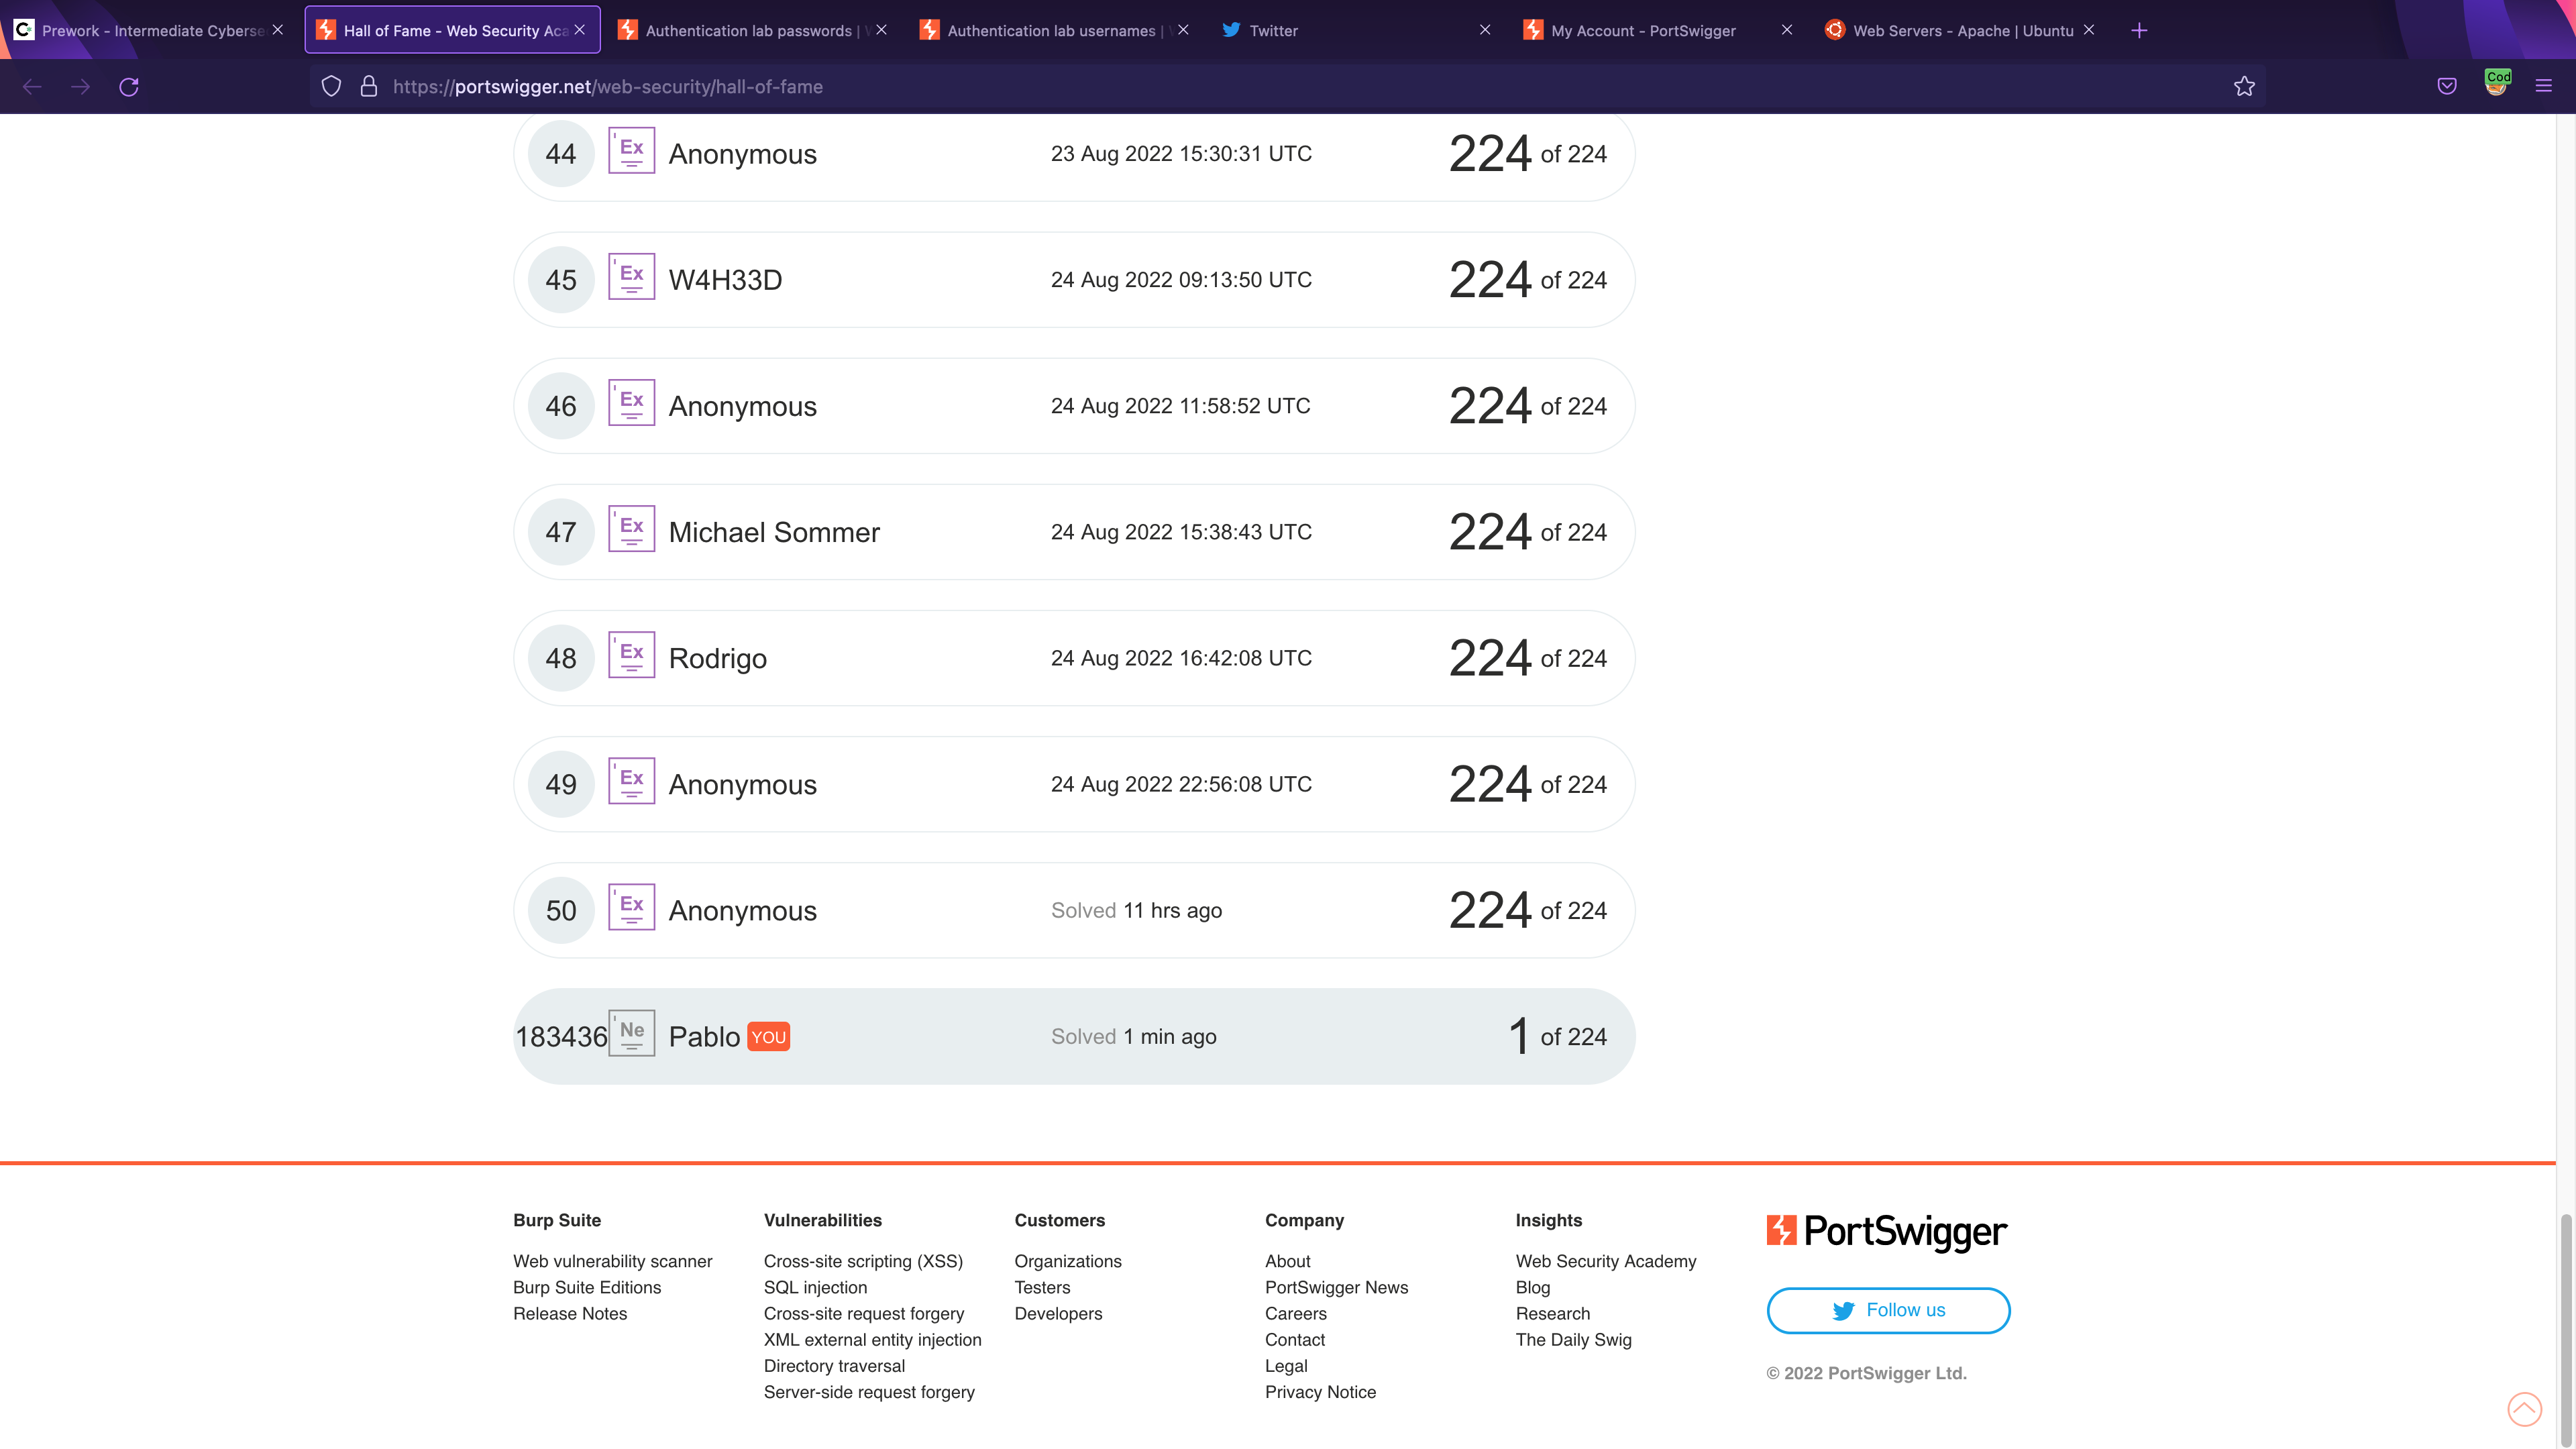 Prework - Intermediate Cyberse
Hall of Fame - Web Security Aca
Authentication lab passwords |
Authentication lab usernames |
Twitter
My Account - PortSwigger
Web Servers - Apache | Ubuntu
https://portswigger.net/web-security/hall-of-fame
Cod
44 Ex Anonymous 23 Aug 2022 15:30:31 UTC 224 of 224
45 Ex W4H33D 24 Aug 2022 09:13:50 UTC 224 of 224
46 Ex Anonymous 24 Aug 2022 11:58:52 UTC 224 of 224
47 Ex Michael Sommer 24 Aug 2022 15:38:43 UTC 224 of 224
48 Ex Rodrigo 24 Aug 2022 16:42:08 UTC 224 of 224
49 Ex Anonymous 24 Aug 2022 22:56:08 UTC 224 of 224
50 Ex Anonymous Solved 11 hrs ago 224 of 224
183436 Ne Pablo YOU Solved 1 min ago 1 of 224
Burp Suite
Web vulnerability scanner
Burp Suite Editions
Release Notes
Vulnerabilities
Cross-site scripting (XSS)
SQL injection
Cross-site request forgery
XML external entity injection
Directory traversal
Server-side request forgery
Customers
Organizations
Testers
Developers
Company
About
PortSwigger News
Careers
Contact
Legal
Privacy Notice
Insights
Web Security Academy
Blog
Research
The Daily Swig
PortSwigger
Follow us
© 2022 PortSwigger Ltd.